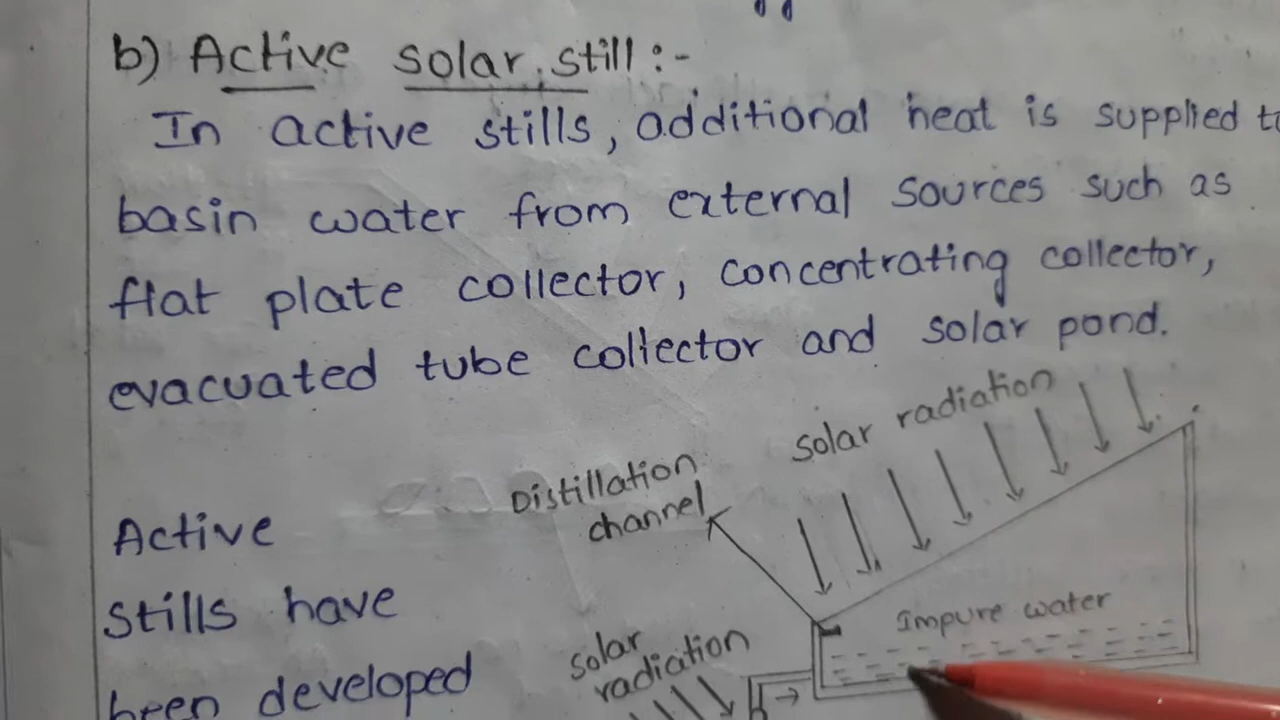 b) Active solar still :-
In active stills, additional heat is supplied to
basin water from external sources such as
flat plate collector, concentrating collector,
evacuated tube collector and solar pond.
solar radiation
Distillation
channel
Active
stills have
been developed
Impure water
solar
radiation